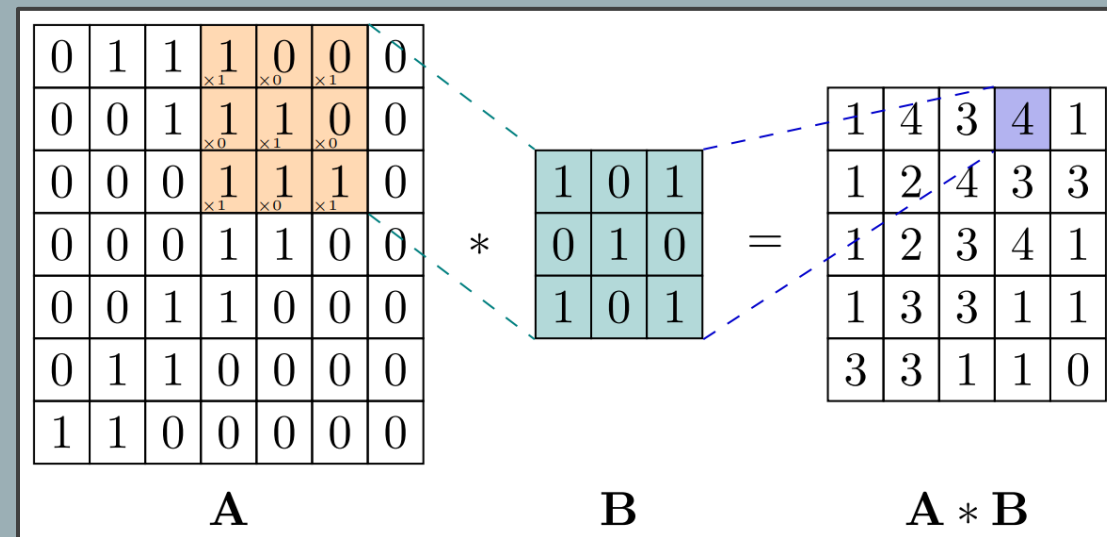 0 1 1 1 0 0 0
×1 ×0 ×1
0 0 1 1 1 0 0
×0 ×1 ×0
0 0 0 1 1 1 0
×1 ×0 ×1
0 0 0 1 1 0 0
0 0 1 1 0 0 0
0 1 1 0 0 0 0
1 1 0 0 0 0 0
A
*
1 0 1
0 1 0
1 0 1
B
=
1 4 3 4 1
1 2 4 3 3
1 2 3 4 1
1 3 3 1 1
3 3 1 1 0
A * B